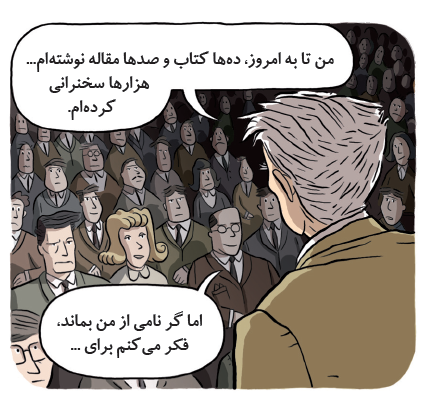 من تا به امروز، ده‌ها کتاب و صدها مقاله نوشته‌ام...
هزارها سخنرانی
کرده‌ام.
اما گر نامی از من بماند،
فکر می‌کنم برای ...